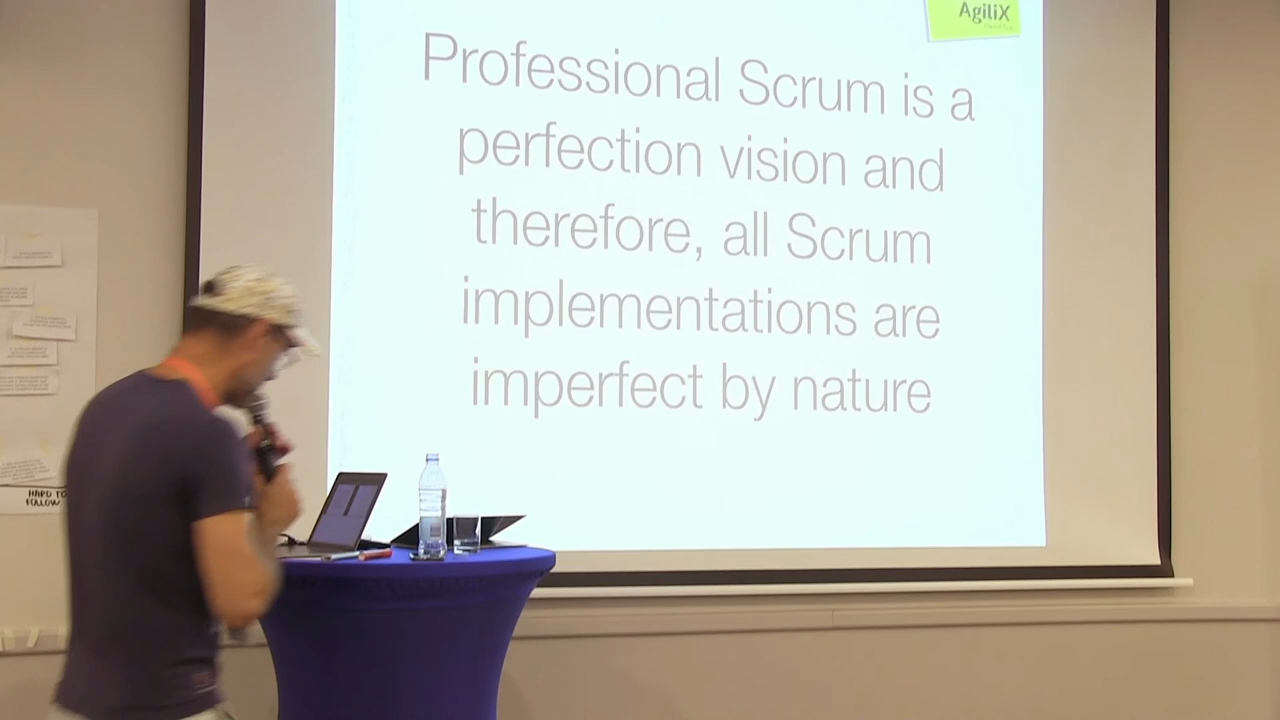 AgiliX
Professional Scrum is a
perfection vision and
therefore, all Scrum
implementations are
imperfect by nature
HARD TO
FOLLOW